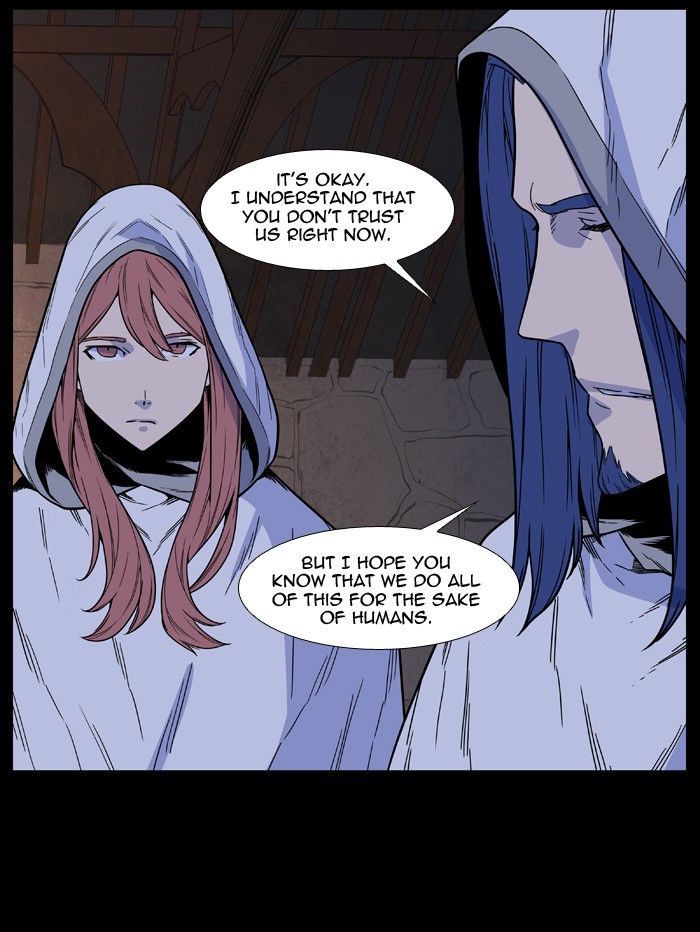 IT'S OKAY.
I UNDERSTAND THAT
YOU DON'T TRUST
US RIGHT NOW.
BUT I HOPE YOU
KNOW THAT WE DO ALL
OF THIS FOR THE SAKE
OF HUMANS.